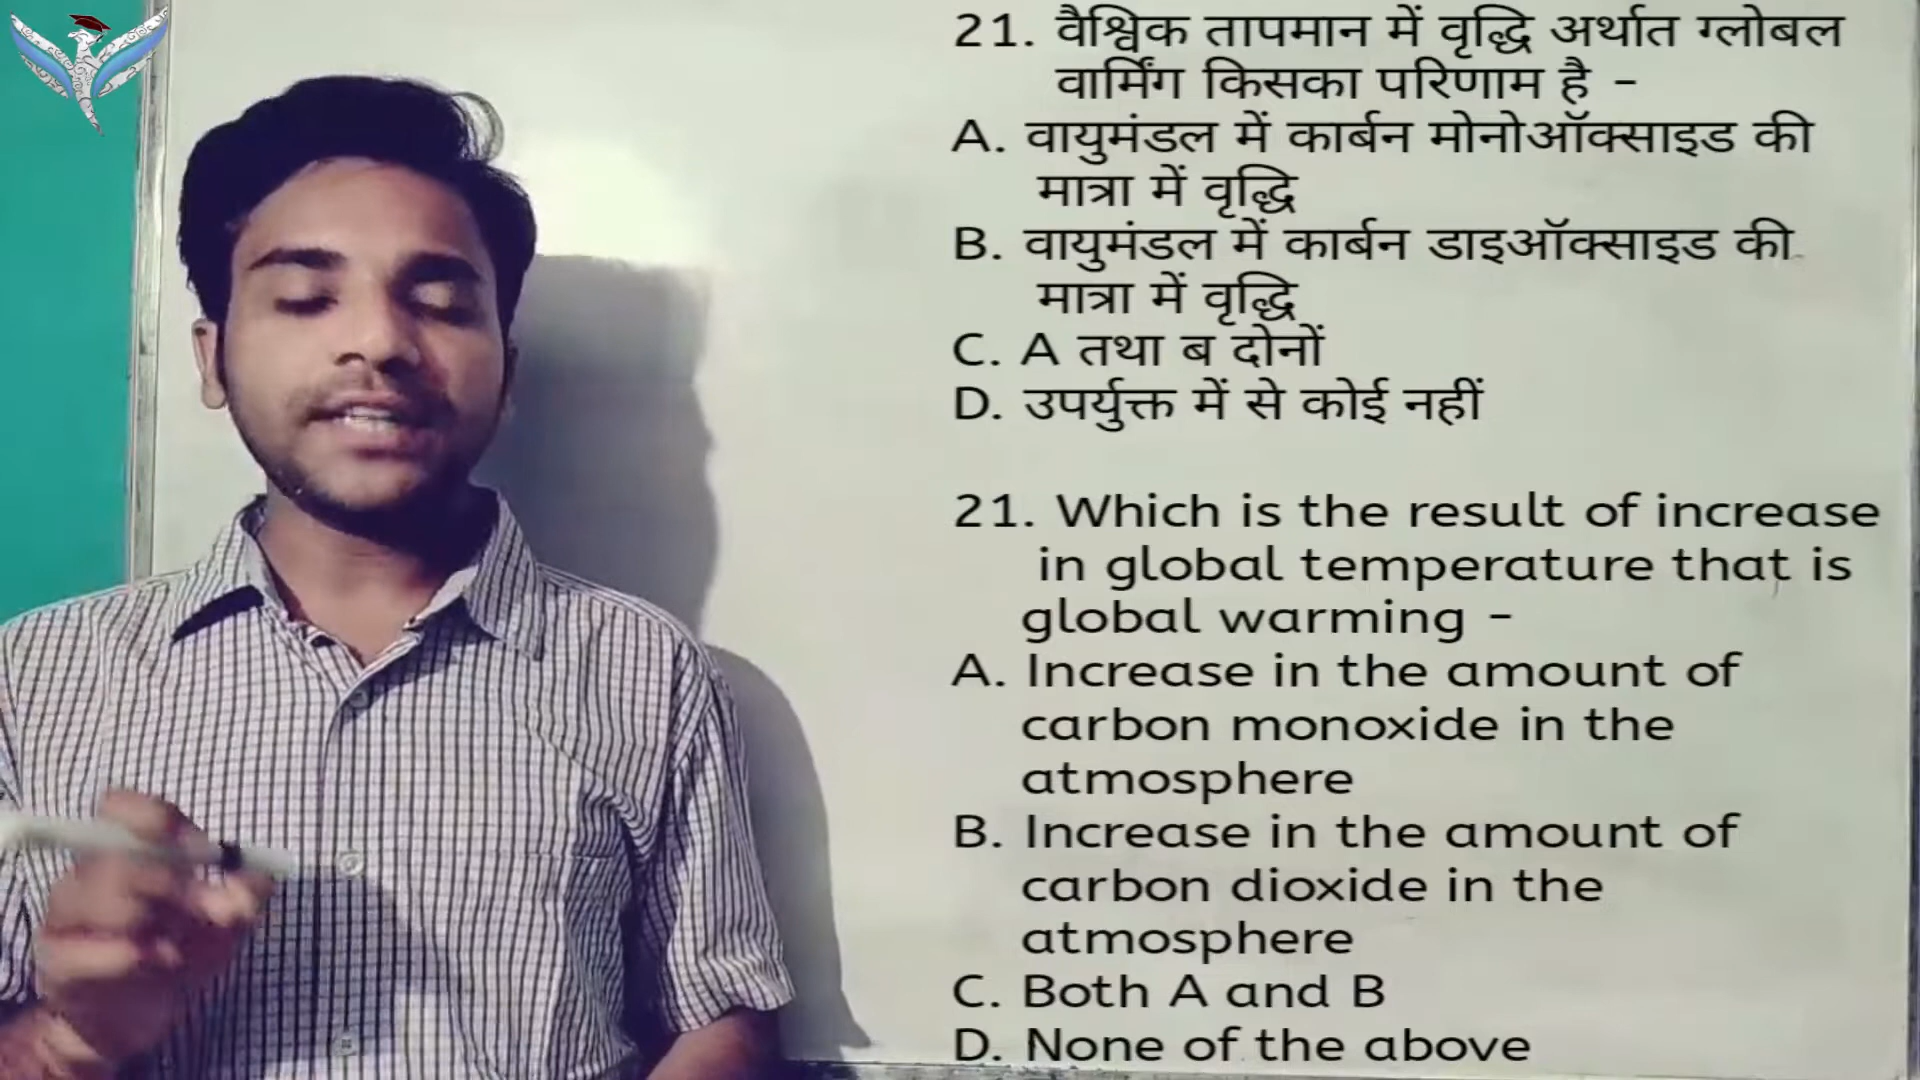 21. वैश्विक तापमान में वृद्धि अर्थात ग्लोबल
वार्मिंग किसका परिणाम है -
A. वायुमंडल में कार्बन मोनोऑक्साइड की
मात्रा में वृद्धि
B. वायुमंडल में कार्बन डाइऑक्साइड की
मात्रा में वृद्धि
C. A तथा ब दोनों
D. उपर्युक्त में से कोई नहीं
21. Which is the result of increase
in global temperature that is
global warming -
A. Increase in the amount of
carbon monoxide in the
atmosphere
B. Increase in the amount of
carbon dioxide in the
atmosphere
C. Both A and B
D. None of the above